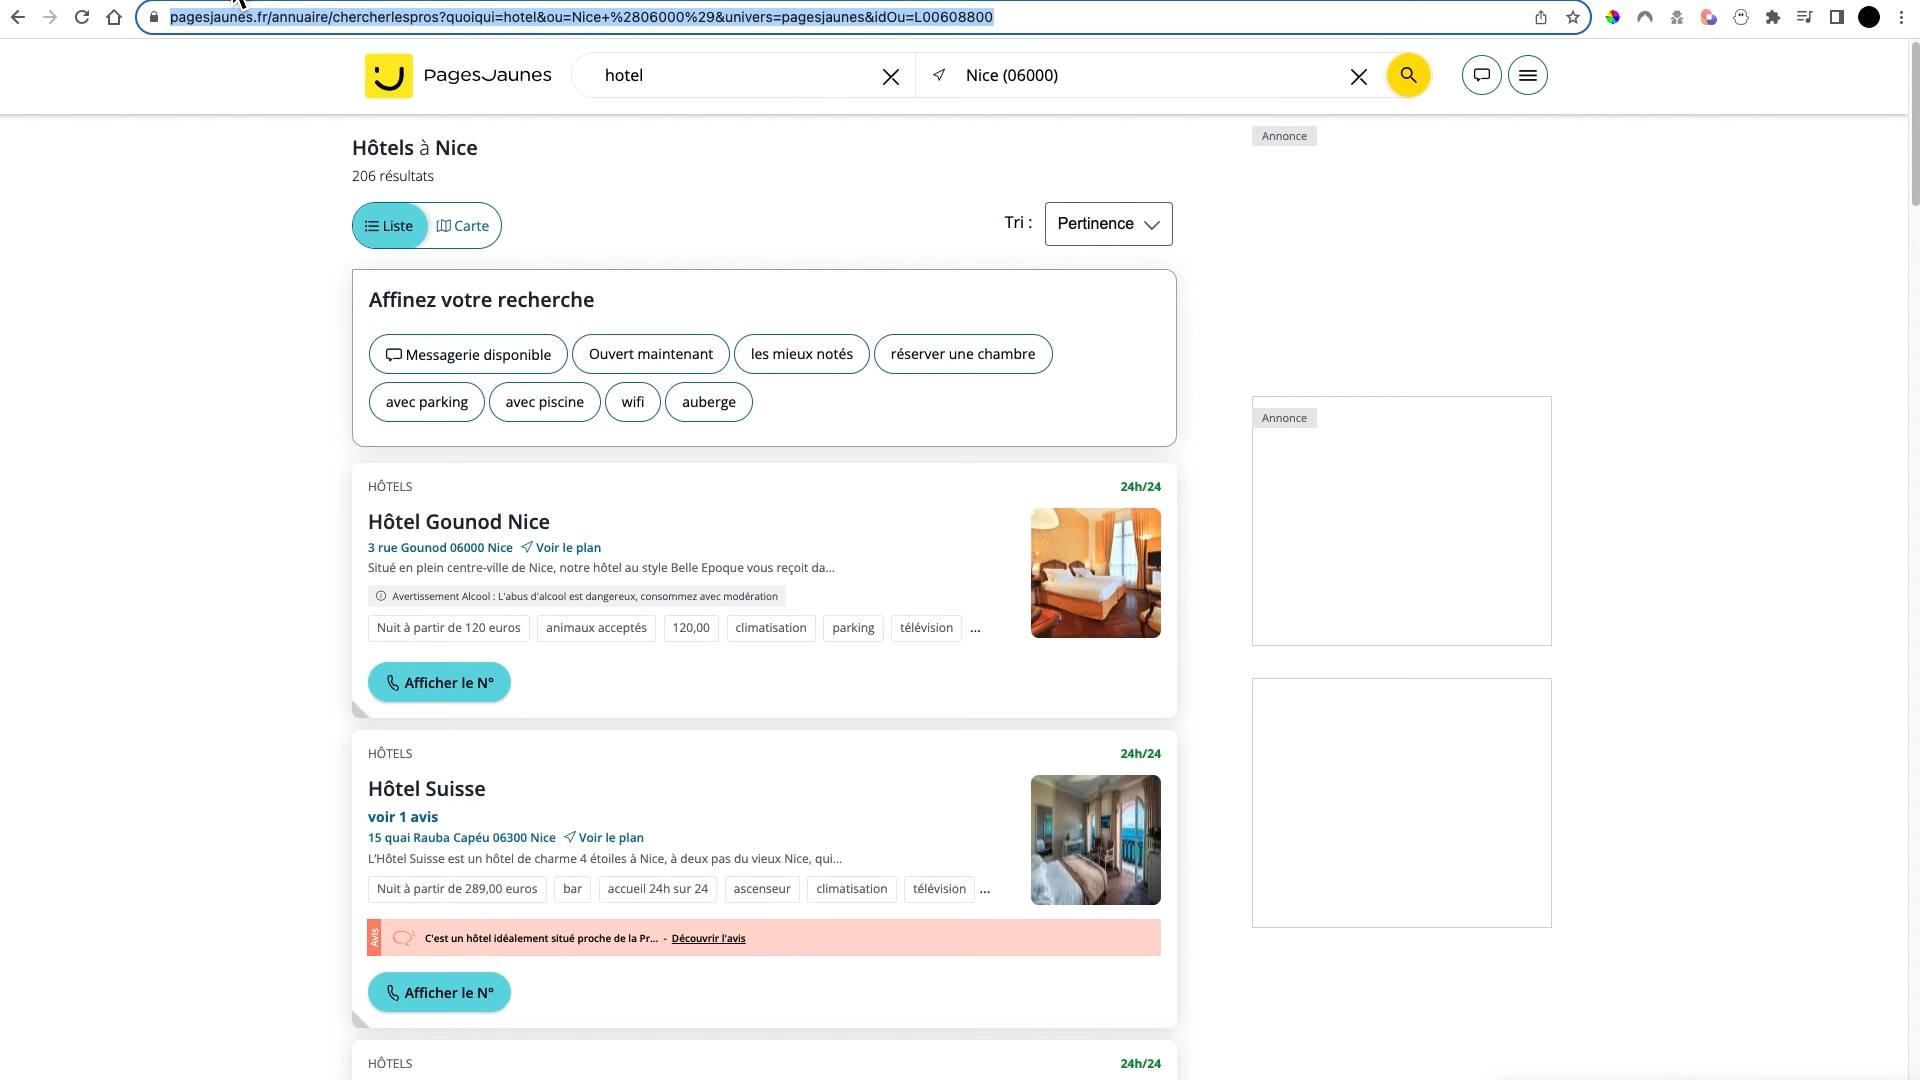 pagesjaunes.fr/annuaire/chercherlespros?quoiqui=hotel&ou=Nice+%2806000%29&univers=pagesjaunes&idOu=L00608800
PagesJaunes hotel Nice (06000)
Annonce
Hôtels à Nice
206 résultats
Liste Carte Tri : Pertinence
Affinez votre recherche
Messagerie disponible Ouvert maintenant les mieux notés réserver une chambre
avec parking avec piscine wifi auberge
Annonce
HÔTELS 24h/24
Hôtel Gounod Nice
3 rue Gounod 06000 Nice Voir le plan
Situé en plein centre-ville de Nice, notre hôtel au style Belle Epoque vous reçoit da...
Avertissement Alcool : L'abus d'alcool est dangereux, consommez avec modération
Nuit à partir de 120 euros animaux acceptés 120,00 climatisation parking télévision ...
Afficher le N°
HÔTELS 24h/24
Hôtel Suisse
voir 1 avis
15 quai Rauba Capéu 06300 Nice Voir le plan
L'Hôtel Suisse est un hôtel de charme 4 étoiles à Nice, à deux pas du vieux Nice, qui...
Nuit à partir de 289,00 euros bar accueil 24h sur 24 ascenseur climatisation télévision ...
Avis C'est un hôtel idéalement situé proche de la Pr... - Découvrir l'avis
Afficher le N°
HÔTELS 24h/24